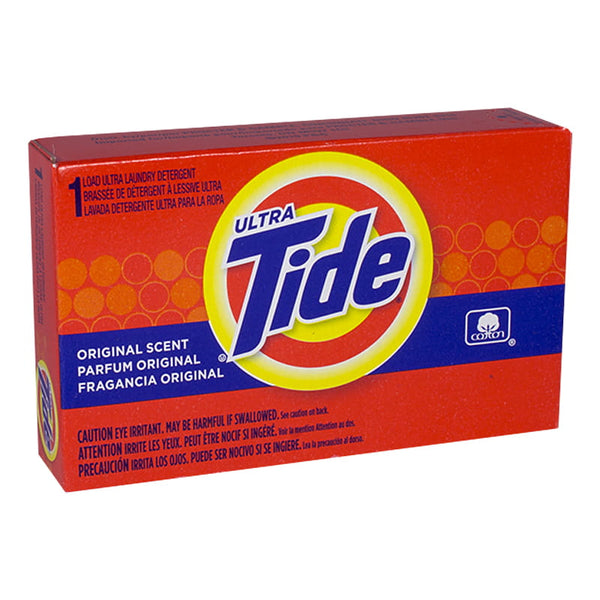 1 LOAD ULTRA LAUNDRY DETERGENT
BRASSÉE DE DÉTERGENT À LESSIVE ULTRA
LAVADA DETERGENTE ULTRA PARA LA ROPA
ULTRA
Tide®
ORIGINAL SCENT
PARFUM ORIGINAL
FRAGANCIA ORIGINAL
®
cotton®
CAUTION EYE IRRITANT. MAY BE HARMFUL IF SWALLOWED. See caution on back.
ATTENTION IRRITE LES YEUX. PEUT ÊTRE NOCIF SI INGÉRÉ. Voir la mention Attention au dos.
PRECAUCIÓN IRRITA LOS OJOS. PUEDE SER NOCIVO SI SE INGIERE. Lea la precaución al dorso.
1